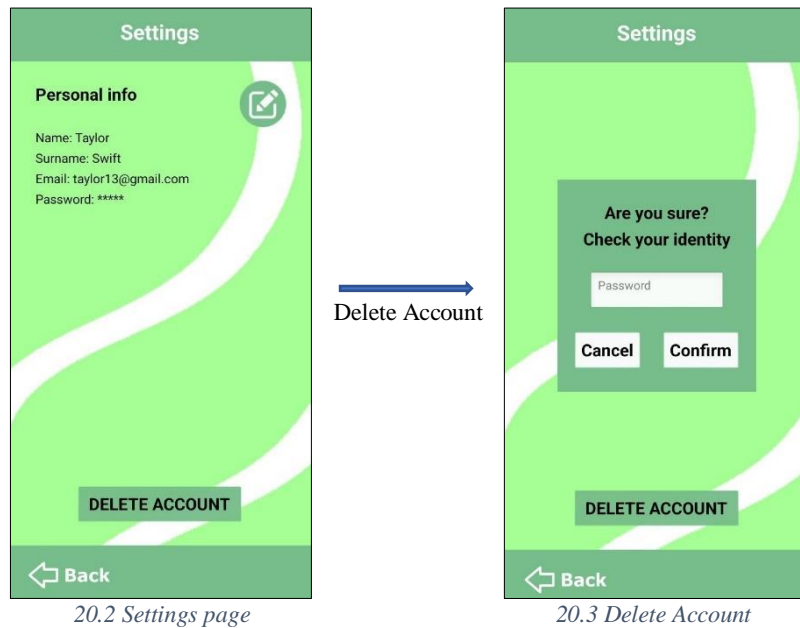 Settings
Personal info
Name: Taylor
Surname: Swift
Email: taylor13@gmail.com
Password: *****
DELETE ACCOUNT
Back
20.2 Settings page
Delete Account
Settings
Are you sure?
Check your identity
Password
Cancel Confirm
DELETE ACCOUNT
Back
20.3 Delete Account